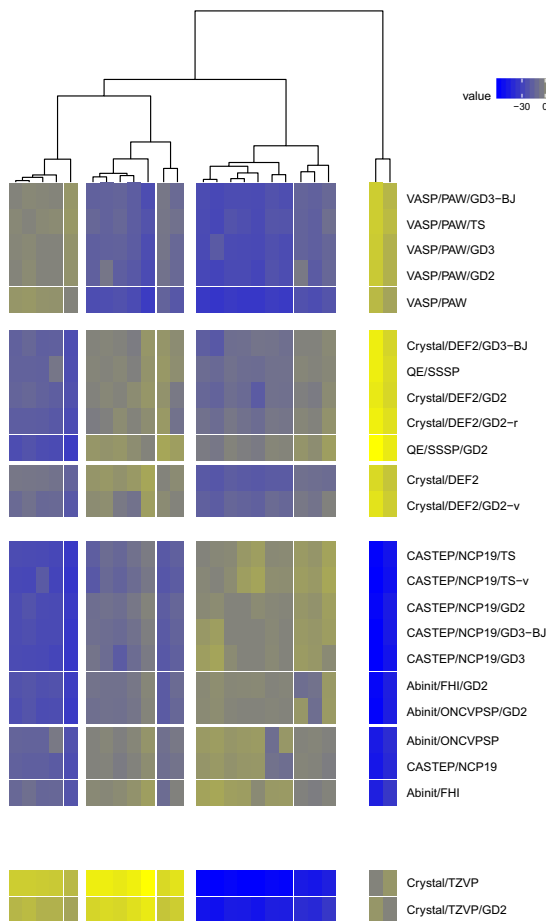 value
−30 0
VASP/PAW/GD3−BJ
VASP/PAW/TS
VASP/PAW/GD3
VASP/PAW/GD2
VASP/PAW
Crystal/DEF2/GD3−BJ
QE/SSSP
Crystal/DEF2/GD2
Crystal/DEF2/GD2−r
QE/SSSP/GD2
Crystal/DEF2
Crystal/DEF2/GD2−v
CASTEP/NCP19/TS
CASTEP/NCP19/TS−v
CASTEP/NCP19/GD2
CASTEP/NCP19/GD3−BJ
CASTEP/NCP19/GD3
Abinit/FHI/GD2
Abinit/ONCVPSP/GD2
Abinit/ONCVPSP
CASTEP/NCP19
Abinit/FHI
Crystal/TZVP
Crystal/TZVP/GD2